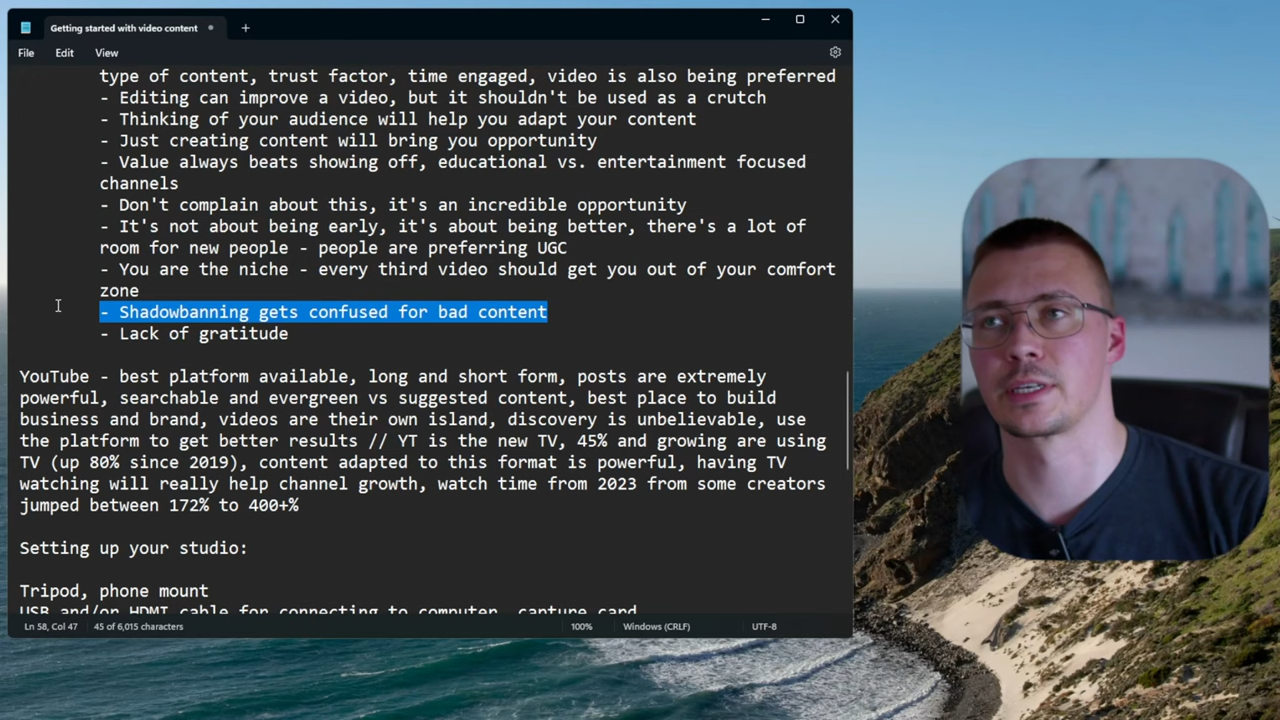 Getting started with video content
File Edit View
type of content, trust factor, time engaged, video is also being preferred
- Editing can improve a video, but it shouldn't be used as a crutch
- Thinking of your audience will help you adapt your content
- Just creating content will bring you opportunity
- Value always beats showing off, educational vs. entertainment focused
channels
- Don't complain about this, it's an incredible opportunity
- It's not about being early, it's about being better, there's a lot of
room for new people - people are preferring UGC
- You are the niche - every third video should get you out of your comfort
zone
- Shadowbanning gets confused for bad content
- Lack of gratitude
YouTube - best platform available, long and short form, posts are extremely
powerful, searchable and evergreen vs suggested content, best place to build
business and brand, videos are their own island, discovery is unbelievable, use
the platform to get better results // YT is the new TV, 45% and growing are using
TV (up 80% since 2019), content adapted to this format is powerful, having TV
watching will really help channel growth, watch time from 2023 from some creators
jumped between 172% to 400+%
Setting up your studio:
Tripod, phone mount
USB and/or HDMI cable for connecting to computer, capture card
Ln 58, Col 47 45 of 6,015 characters 100% Windows (CRLF) UTF-8